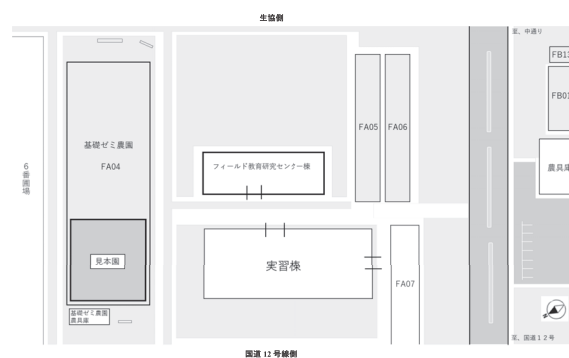 生協側
至、中通り
FB13
FB01
FA05
FA06
基礎ゼミ農園
FA04
フィールド教育研究センター棟
6番圃場
農具庫
見本園
実習棟
FA07
基礎ゼミ農園
農具庫
至、国道12号
国道12号線側